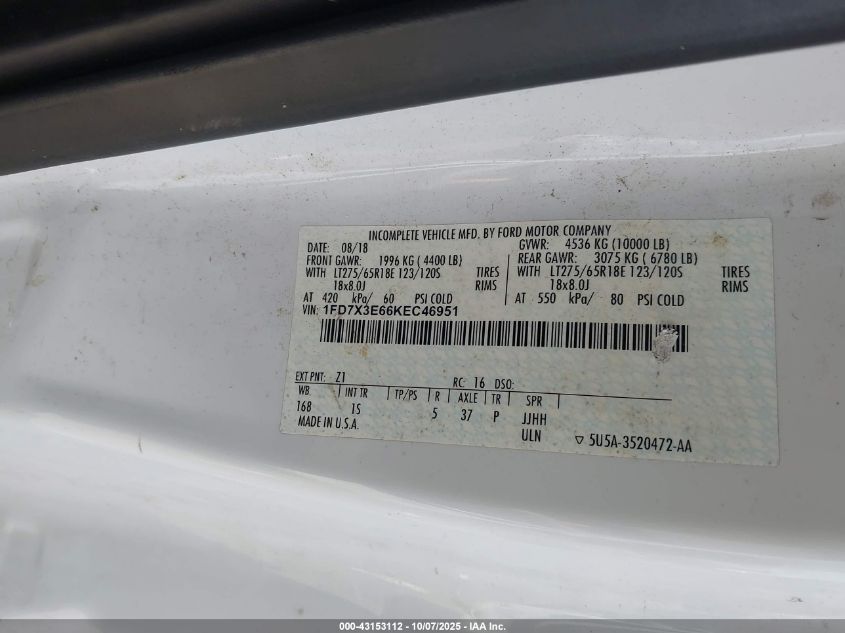 INCOMPLETE VEHICLE MFD. BY FORD MOTOR COMPANY
DATE: 08/18 GVWR: 4536 KG (10000 LB)
FRONT GAWR: 1996 KG ( 4400 LB) REAR GAWR: 3075 KG ( 6780 LB)
WITH LT275/65R18E 123/120S TIRES WITH LT275/65R18E 123/120S TIRES
18x8.0J RIMS 18x8.0J RIMS
AT 420 kPa/ 60 PSI COLD AT 550 kPa/ 80 PSI COLD
VIN: 1FD7X3E66KEC46951
EXT PNT: Z1 RC: 16 DSO:
WB INT TR TP/PS R AXLE TR SPR
168 1S 5 37 P JJHH
MADE IN U.S.A. ULN ▽ 5U5A-3520472-AA
000-43153112 - 10/07/2025 - IAA Inc.